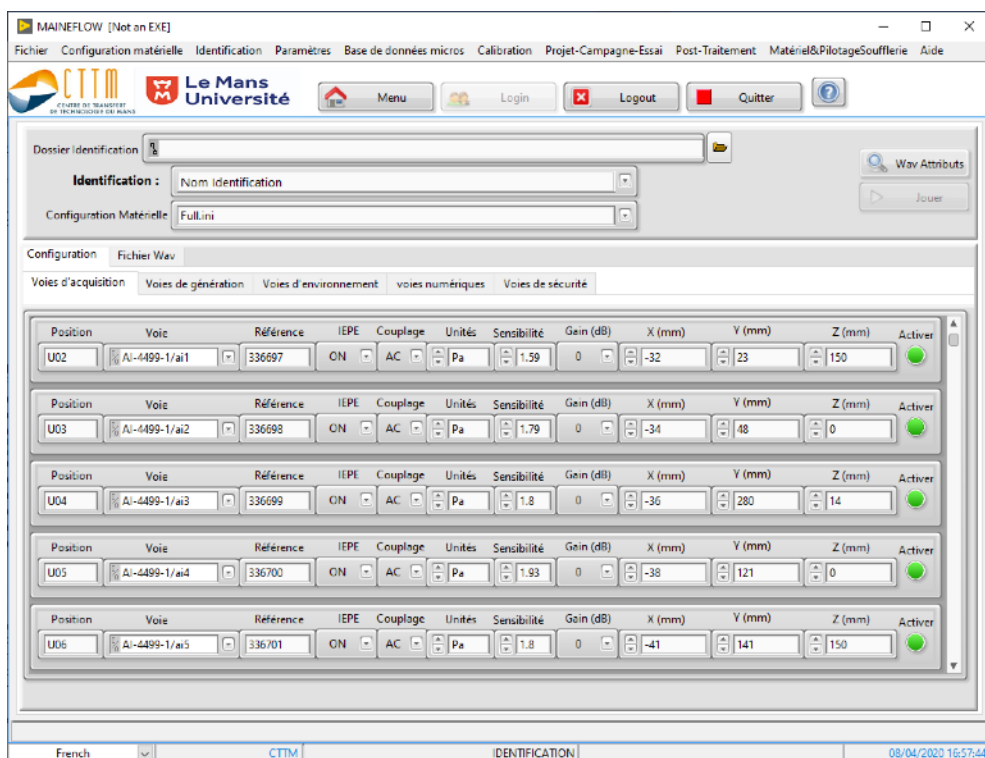 MAINEFLOW [Not an EXE]
Fichier Configuration matérielle Identification Paramètres Base de données micros Calibration Projet-Campagne-Essai Post-Traitement Matériel&PilotageSoufflerie Aide
CTTM
CENTRE DE TRANSFERT
DE TECHNOLOGIE DU MANS
Le Mans
Université
Menu Login Logout Quitter
Dossier Identification
Wav Attributs
Identification : Nom Identification
Jouer
Configuration Matérielle Full.ini
Configuration Fichier Wav
Voies d'acquisition Voies de génération Voies d'environnement voies numériques Voies de sécurité
Position Voie Référence IEPE Couplage Unités Sensibilité Gain (dB) X (mm) Y (mm) Z (mm) Activer
U02 AI-4499-1/ai1 336697 ON AC Pa 1.59 0 -32 23 150
Position Voie Référence IEPE Couplage Unités Sensibilité Gain (dB) X (mm) Y (mm) Z (mm) Activer
U03 AI-4499-1/ai2 336698 ON AC Pa 1.79 0 -34 48 0
Position Voie Référence IEPE Couplage Unités Sensibilité Gain (dB) X (mm) Y (mm) Z (mm) Activer
U04 AI-4499-1/ai3 336699 ON AC Pa 1.8 0 -36 280 14
Position Voie Référence IEPE Couplage Unités Sensibilité Gain (dB) X (mm) Y (mm) Z (mm) Activer
U05 AI-4499-1/ai4 336700 ON AC Pa 1.93 0 -38 121 0
Position Voie Référence IEPE Couplage Unités Sensibilité Gain (dB) X (mm) Y (mm) Z (mm) Activer
U06 AI-4499-1/ai5 336701 ON AC Pa 1.8 0 -41 141 150
French CTTM IDENTIFICATION 08/04/2020 16:57:44